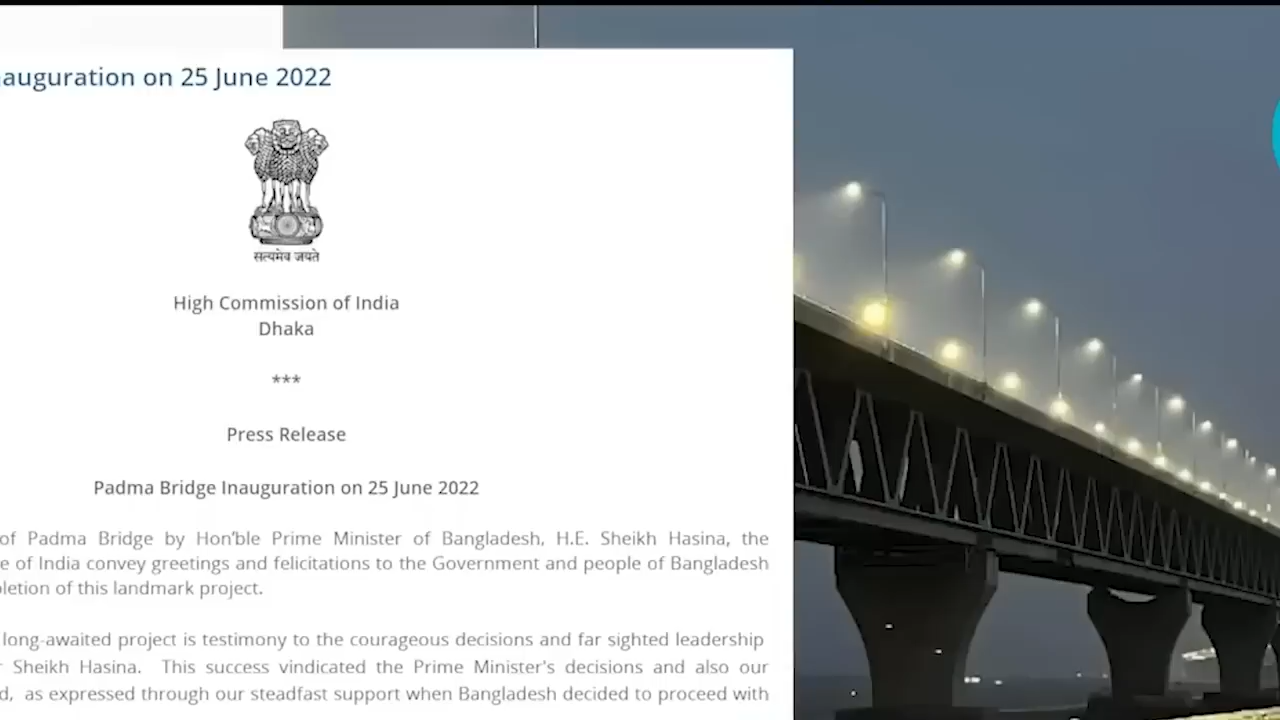 auguration on 25 June 2022
सत्यमेव जयते
High Commission of India
Dhaka
***
Press Release
Padma Bridge Inauguration on 25 June 2022
of Padma Bridge by Hon'ble Prime Minister of Bangladesh, H.E. Sheikh Hasina, the
e of India convey greetings and felicitations to the Government and people of Bangladesh
letion of this landmark project.
long-awaited project is testimony to the courageous decisions and far sighted leadership
Sheikh Hasina. This success vindicated the Prime Minister's decisions and also our
d, as expressed through our steadfast support when Bangladesh decided to proceed with